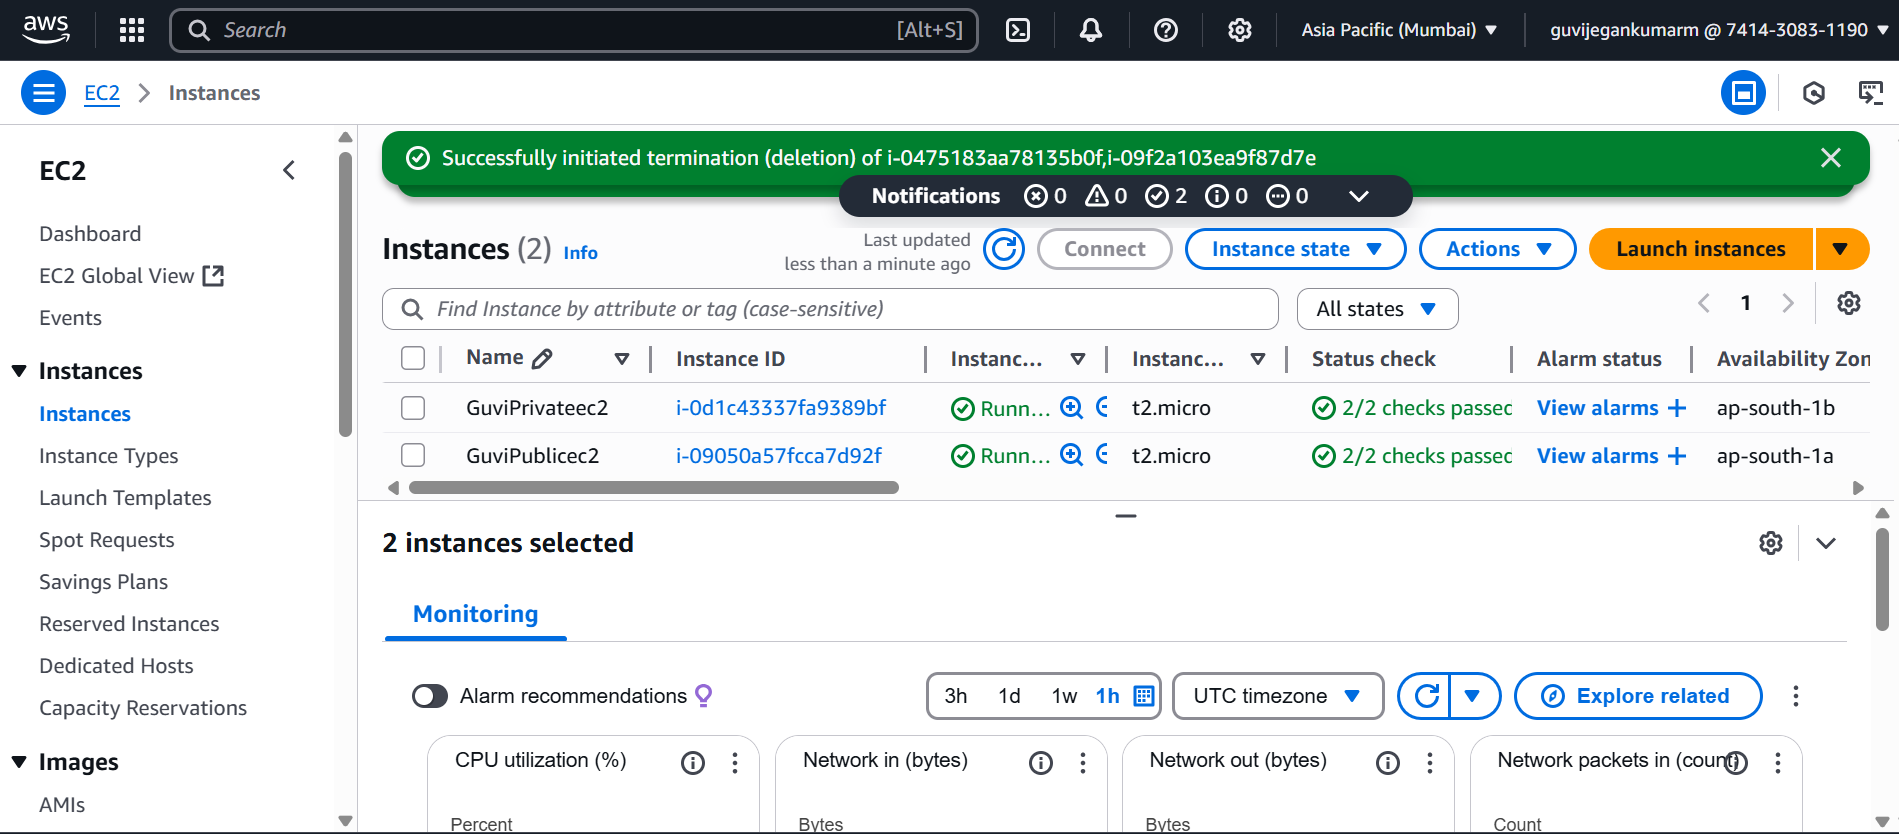 aws
Search [Alt+S]
Asia Pacific (Mumbai)
guvijegankumarm @ 7414-3083-1190
EC2
Instances
EC2
Dashboard
EC2 Global View
Events
Instances
Instances
Instance Types
Launch Templates
Spot Requests
Savings Plans
Reserved Instances
Dedicated Hosts
Capacity Reservations
Images
AMIs
Successfully initiated termination (deletion) of i-0475183aa78135b0f,i-09f2a103ea9f87d7e
Notifications 0 0 2 0 0
Instances (2) Info
Last updated
less than a minute ago
Connect
Instance state
Actions
Launch instances
Find Instance by attribute or tag (case-sensitive)
All states
1
Name Instance ID Instanc... Instanc... Status check Alarm status Availability Zon
GuviPrivateec2 i-0d1c43337fa9389bf Runn... t2.micro 2/2 checks passed View alarms + ap-south-1b
GuviPublicec2 i-09050a57fcca7d92f Runn... t2.micro 2/2 checks passed View alarms + ap-south-1a
2 instances selected
Monitoring
Alarm recommendations
3h 1d 1w 1h
UTC timezone
Explore related
CPU utilization (%)
Percent
Network in (bytes)
Bytes
Network out (bytes)
Bytes
Network packets in (count)
Count